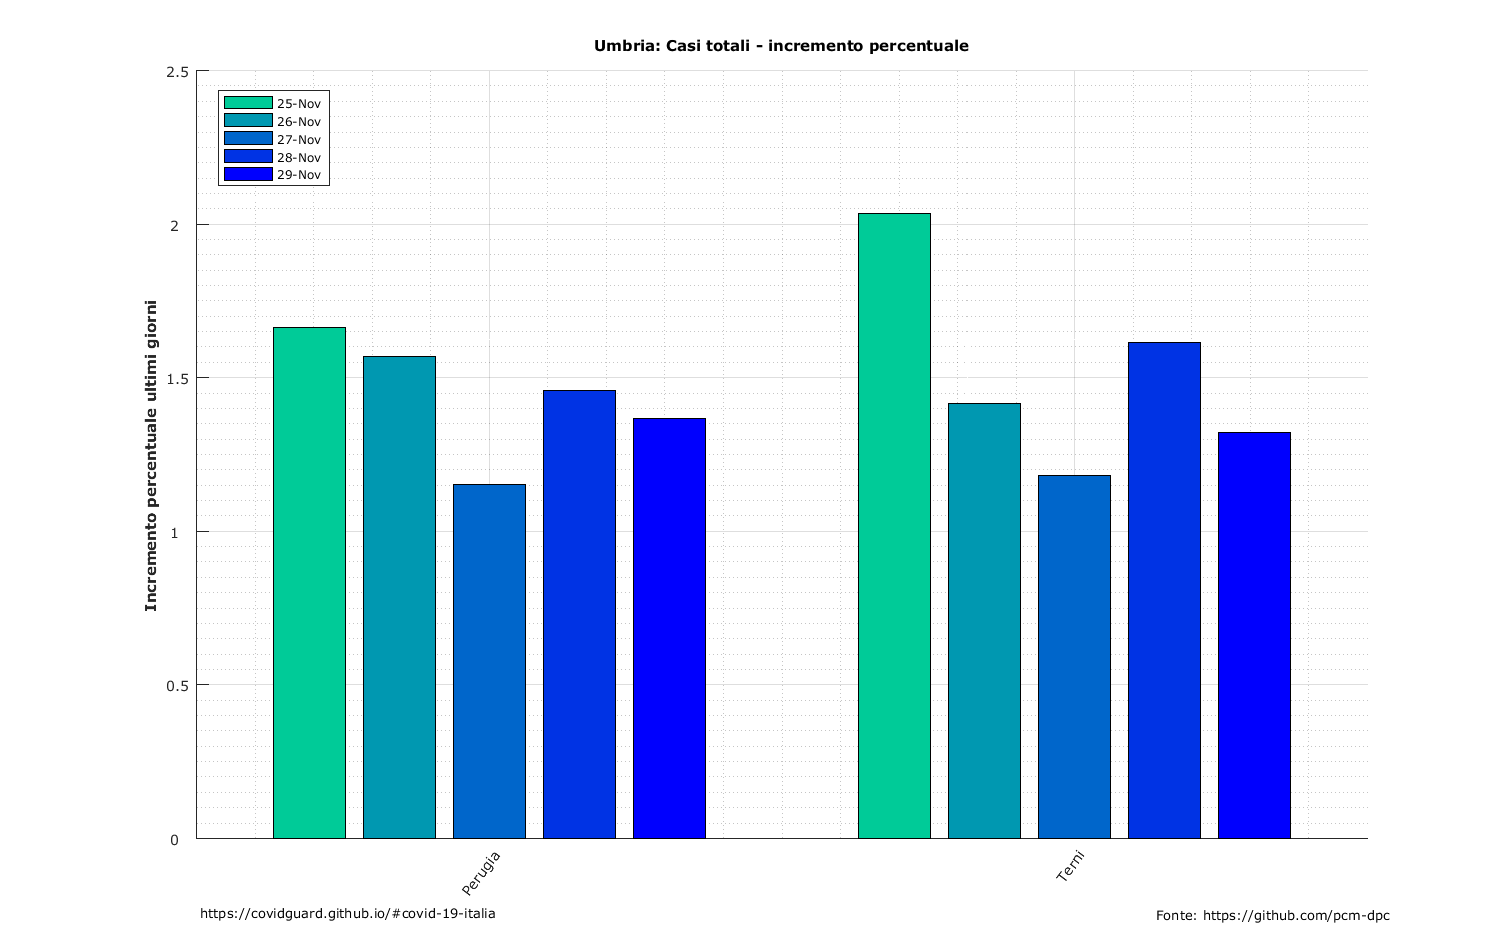 Umbria: Casi totali - incremento percentuale
2.5
2
1.5
1
0.5
0
Incremento percentuale ultimi giorni
25-Nov
26-Nov
27-Nov
28-Nov
29-Nov
Perugia
Terni
https://covidguard.github.io/#covid-19-italia
Fonte: https://github.com/pcm-dpc